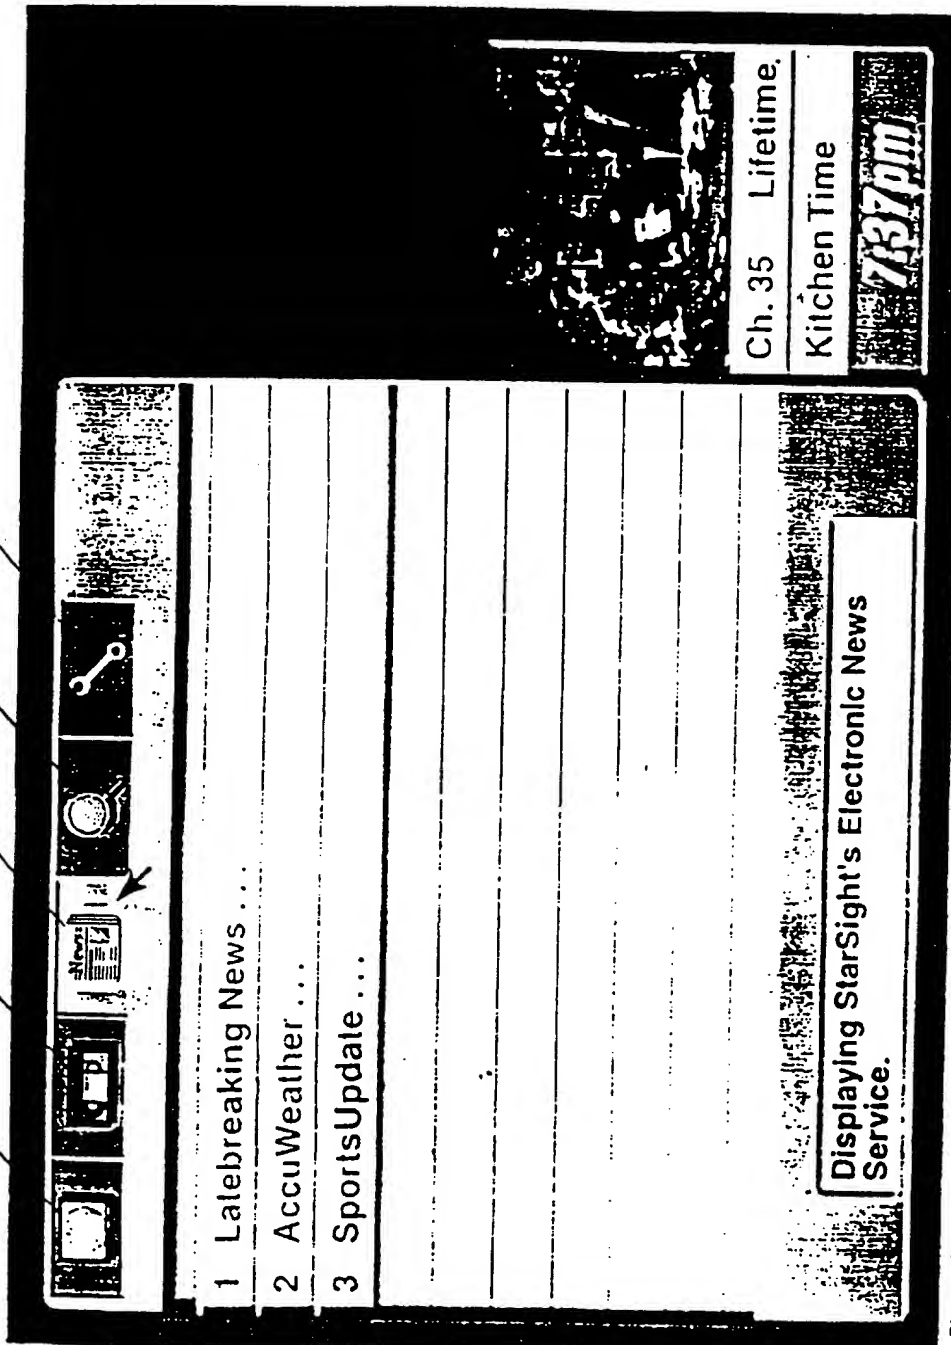 News
1 Latebreaking News...
2 AccuWeather...
3 SportsUpdate...
Displaying StarSight's Electronic News
Service.
Ch. 35 Lifetime
Kitchen Time
7:37pm